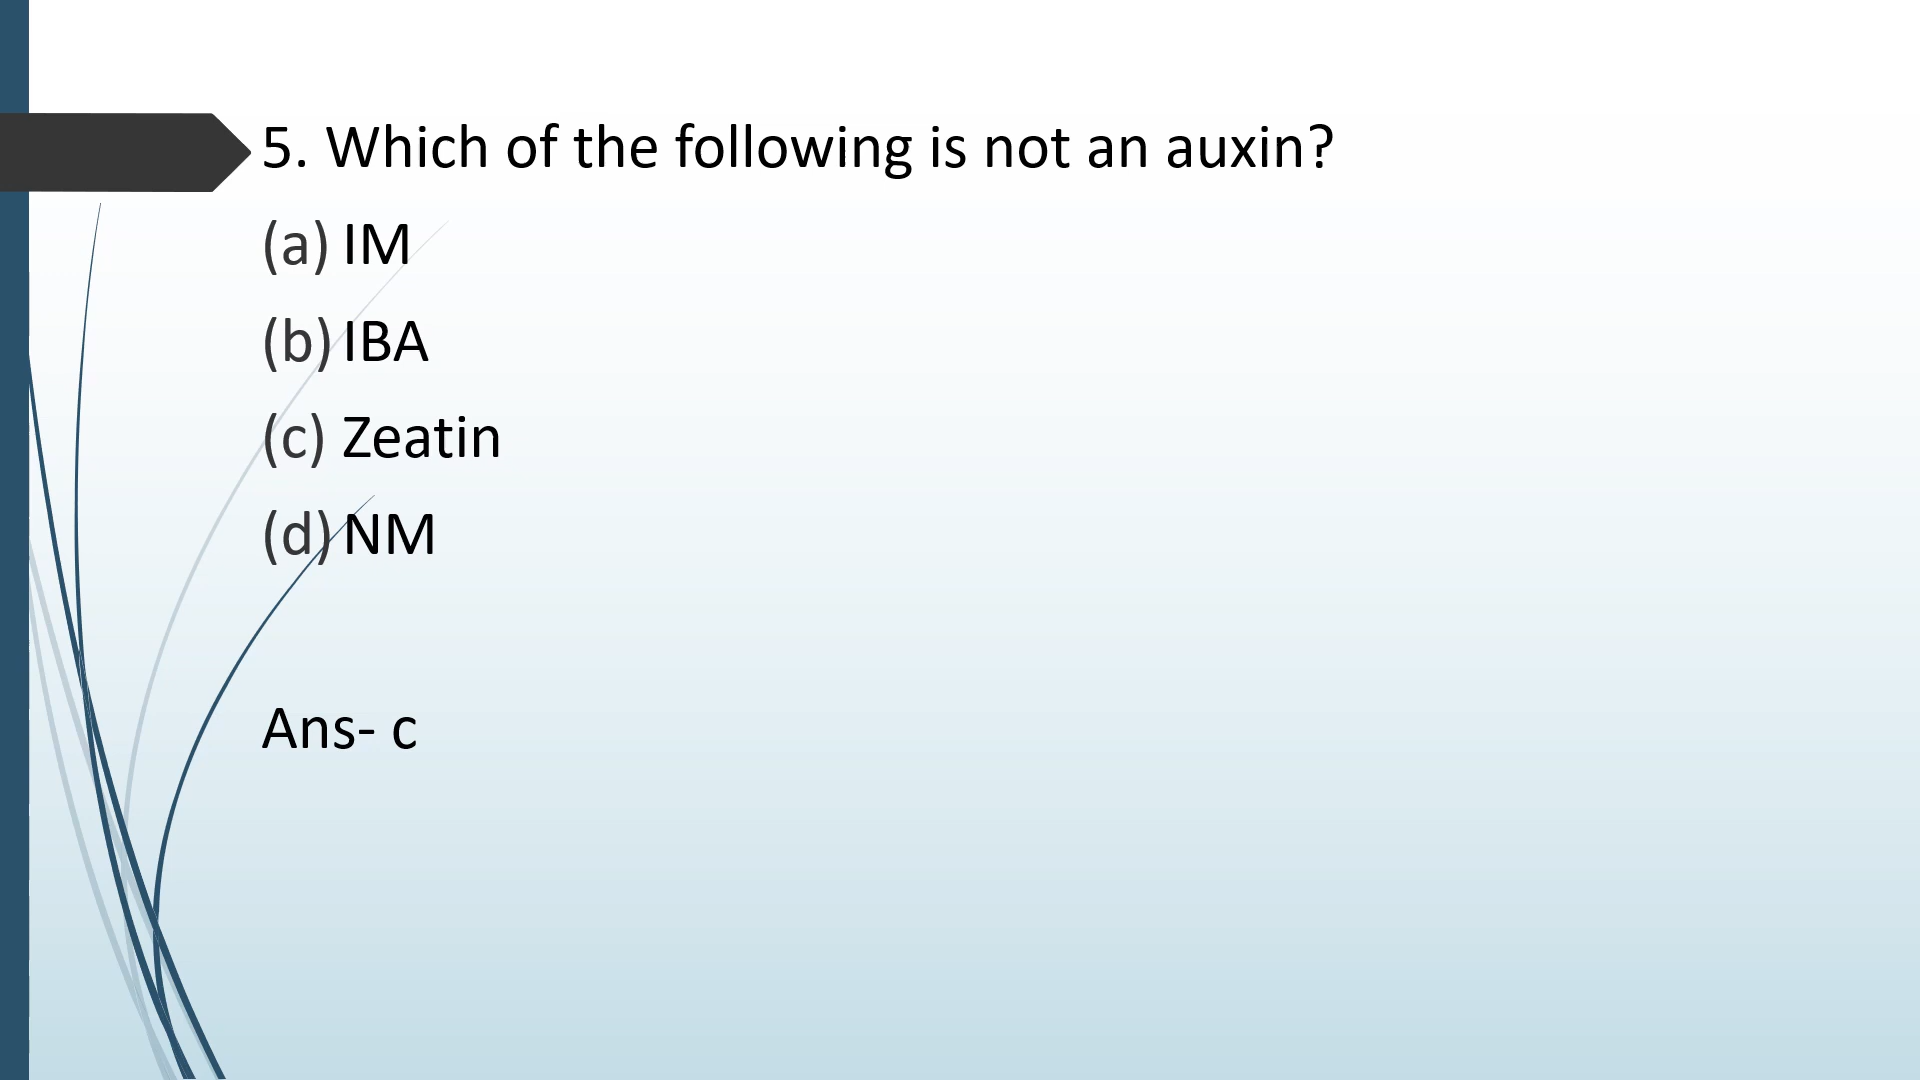 5. Which of the following is not an auxin?
(a) IM
(b) IBA
(c) Zeatin
(d) NM
Ans- c